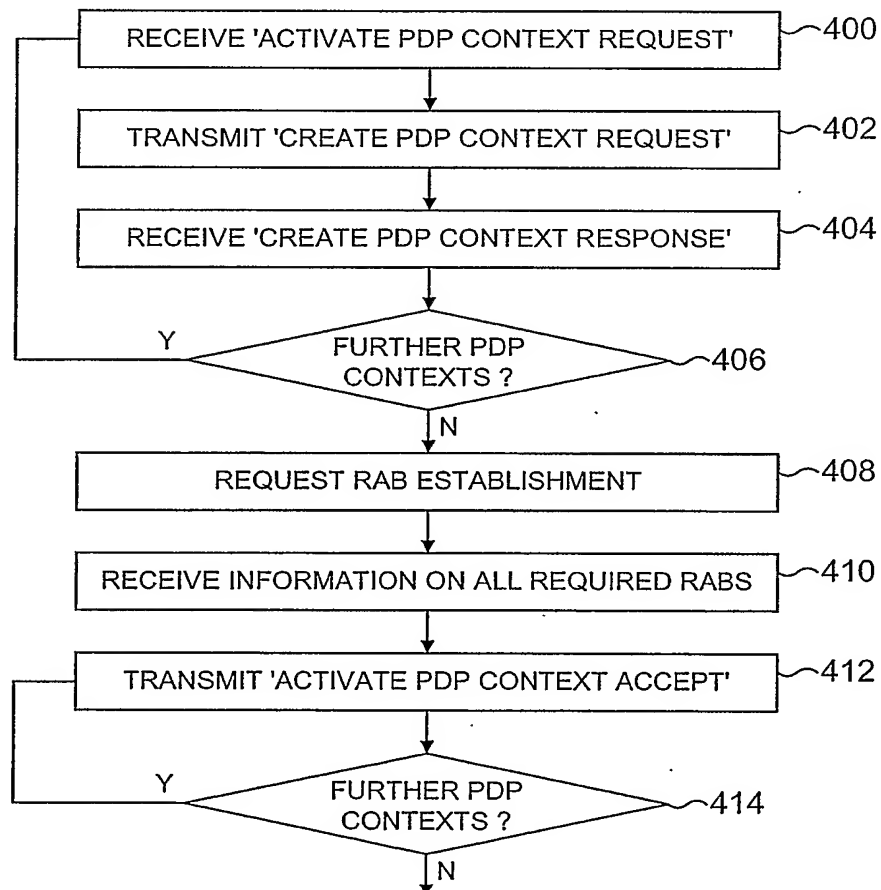 RECEIVE 'ACTIVATE PDP CONTEXT REQUEST'
400
TRANSMIT 'CREATE PDP CONTEXT REQUEST'
402
RECEIVE 'CREATE PDP CONTEXT RESPONSE'
404
Y
FURTHER PDP
CONTEXTS ?
406
N
REQUEST RAB ESTABLISHMENT
408
RECEIVE INFORMATION ON ALL REQUIRED RABS
410
TRANSMIT 'ACTIVATE PDP CONTEXT ACCEPT'
412
Y
FURTHER PDP
CONTEXTS ?
414
N